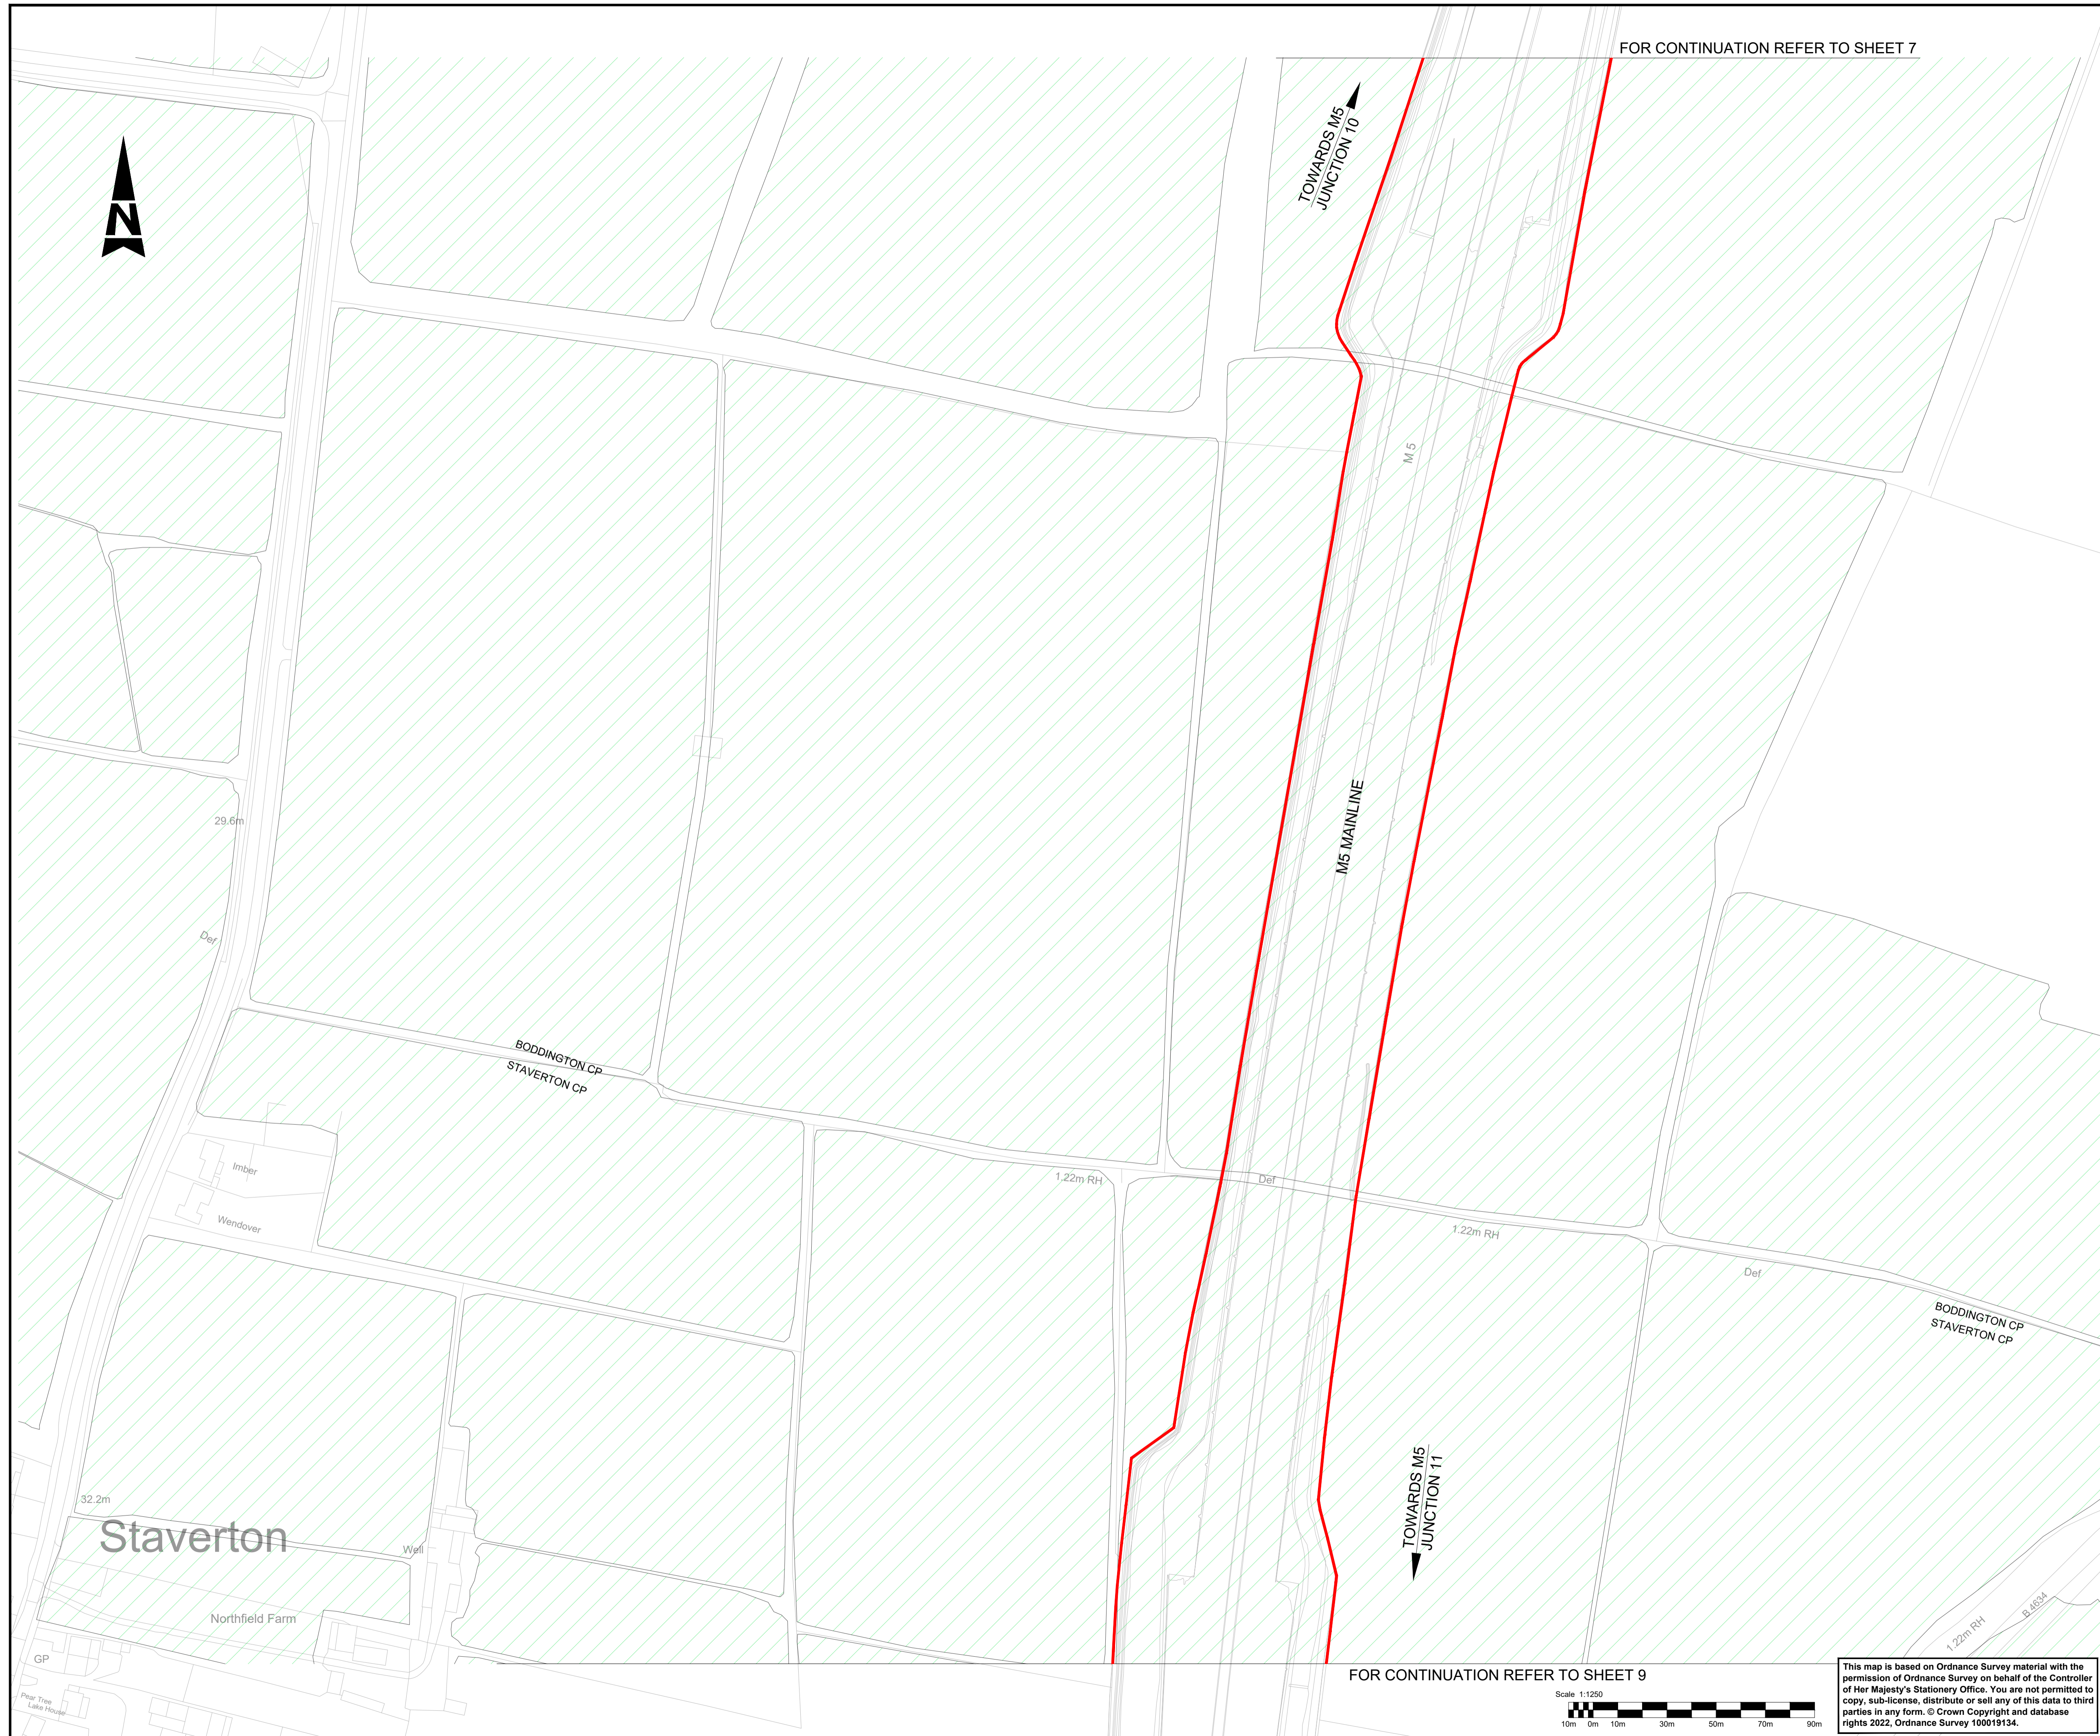 FOR CONTINUATION REFER TO SHEET 7
TOWARDS M5
JUNCTION 10
N
M 5
29.6m
M5 MAINLINE
Def
BODDINGTON CP
STAVERTON CP
Imber
1.22m RH
Def
Wendover
1.22m RH
Def
BODDINGTON CP
STAVERTON CP
TOWARDS M5
JUNCTION 11
32.2m
Staverton
Well
Northfield Farm
B 4634
1.22m RH
GP
Pear Tree
Lake House
FOR CONTINUATION REFER TO SHEET 9
Scale 1:1250
10m 0m 10m 30m 50m 70m 90m
This map is based on Ordnance Survey material with the
permission of Ordnance Survey on behalf of the Controller
of Her Majesty's Stationery Office. You are not permitted to
copy, sub-license, distribute or sell any of this data to third
parties in any form. © Crown Copyright and database
rights 2022, Ordnance Survey 100019134.